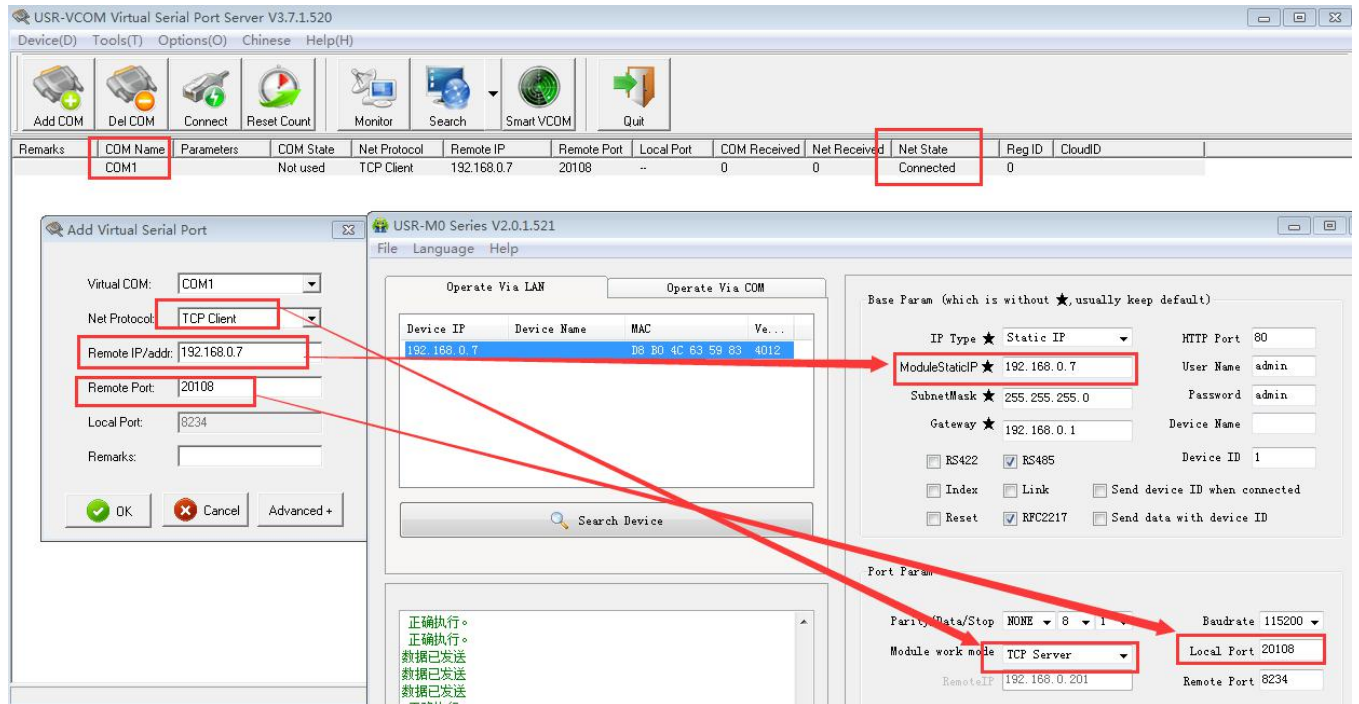 USR-VCOM Virtual Serial Port Server V3.7.1.520
Device(D) Tools(T) Options(O) Chinese Help(H)
Add COM Del COM Connect Reset Count Monitor Search Smart VCOM Quit
Remarks COM Name Parameters COM State Net Protocol Remote IP Remote Port Local Port COM Received Net Received Net State Reg ID CloudID
COM1 Not used TCP Client 192.168.0.7 20108 -- 0 0 Connected 0
Add Virtual Serial Port
Virtual COM: COM1
Net Protocol: TCP Client
Remote IP/addr: 192.168.0.7
Remote Port: 20108
Local Port: 8234
Remarks:
OK Cancel Advanced +
USR-M0 Series V2.0.1.521
File Language Help
Operate Via LAN Operate Via COM
Device IP Device Name MAC Ve...
192.168.0.7 D8 B0 4C 63 59 83 4012
Search Device
正确执行。
正确执行。
数据已发送
数据已发送
数据已发送
Base Param (which is without ★,usually keep default)
IP Type ★ Static IP HTTP Port 80
ModuleStaticIP ★ 192.168.0.7 User Name admin
SubnetMask ★ 255.255.255.0 Password admin
Gateway ★ 192.168.0.1 Device Name
RS422 RS485 Device ID 1
Index Link Send device ID when connected
Reset RFC2217 Send data with device ID
Port Param
Parity/Data/Stop NONE 8 1 Baudrate 115200
Module work mode TCP Server Local Port 20108
RemoteIP 192.168.0.201 Remote Port 8234